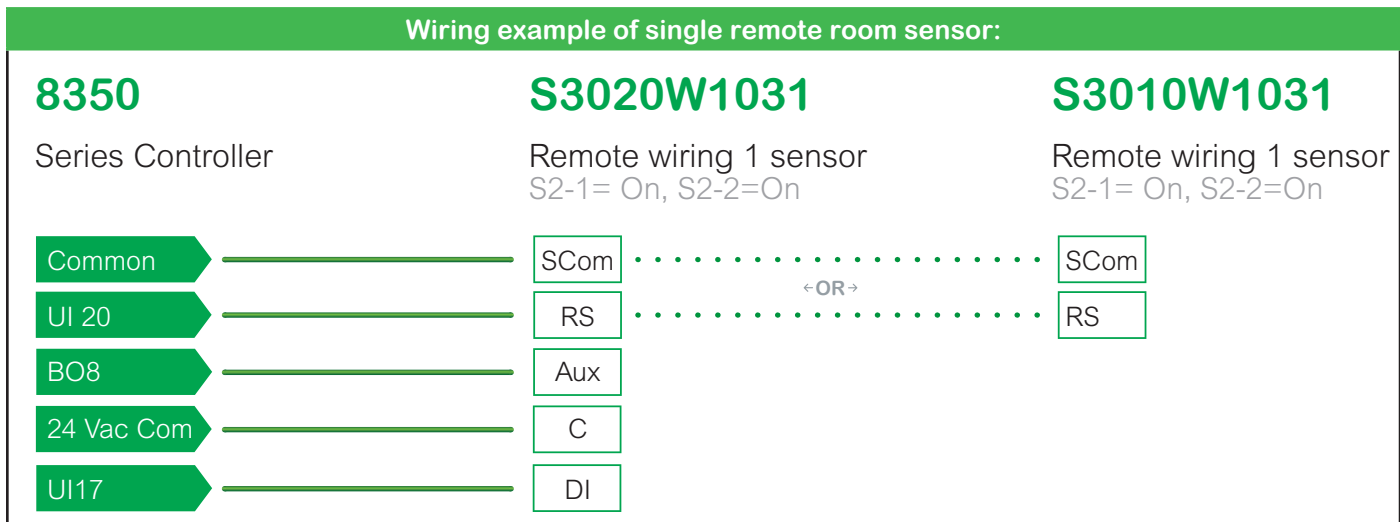 Wiring example of single remote room sensor:
8350 S3020W1031 S3010W1031
Series Controller Remote wiring 1 sensor Remote wiring 1 sensor
S2-1= On, S2-2=On S2-1= On, S2-2=On
Common SCom SCom
←OR→
UI 20 RS RS
BO8 Aux
24 Vac Com C
UI17 DI